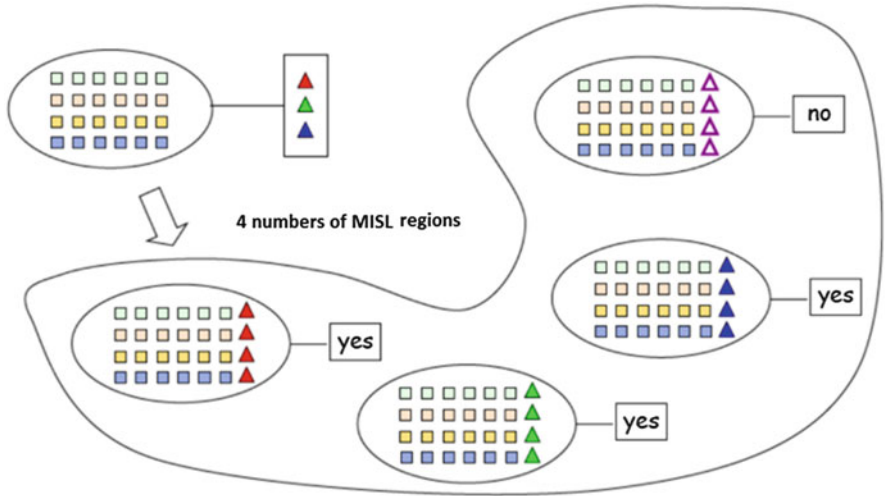 no
4 numbers of MISL regions
yes
yes
yes